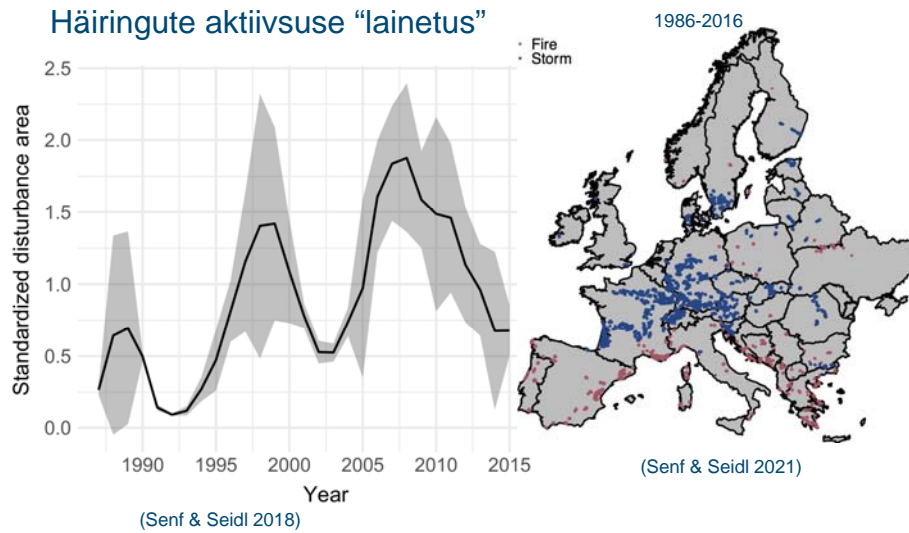 Häiringute aktiivsuse “lainetus”
1986-2016
Fire
Storm
Standardized disturbance area
2.5
2.0
1.5
1.0
0.5
0.0
1990 1995 2000 2005 2010 2015
Year
(Senf & Seidl 2018)
(Senf & Seidl 2021)